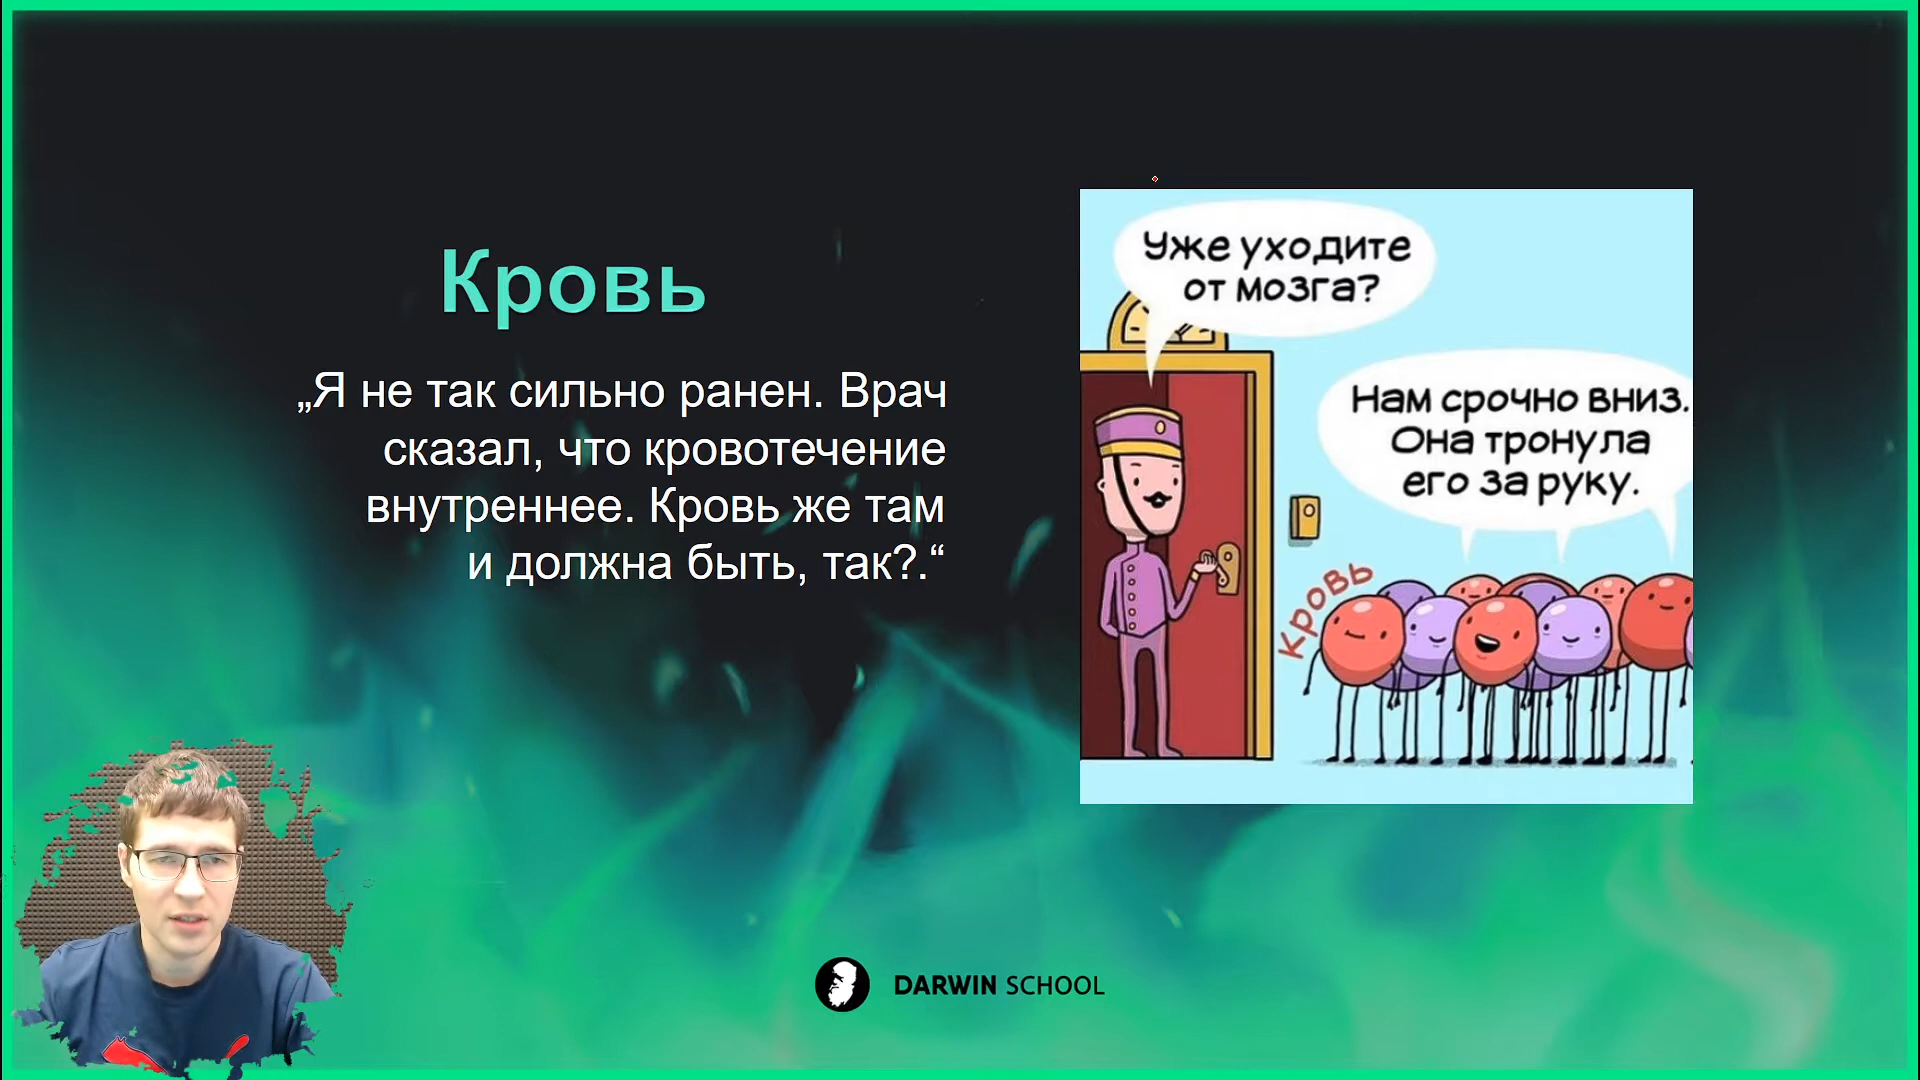 Кровь
„Я не так сильно ранен. Врач
сказал, что кровотечение
внутреннее. Кровь же там
и должна быть, так?.“
Уже уходите
от мозга?
Нам срочно вниз.
Она тронула
его за руку.
Кровь
DARWIN SCHOOL